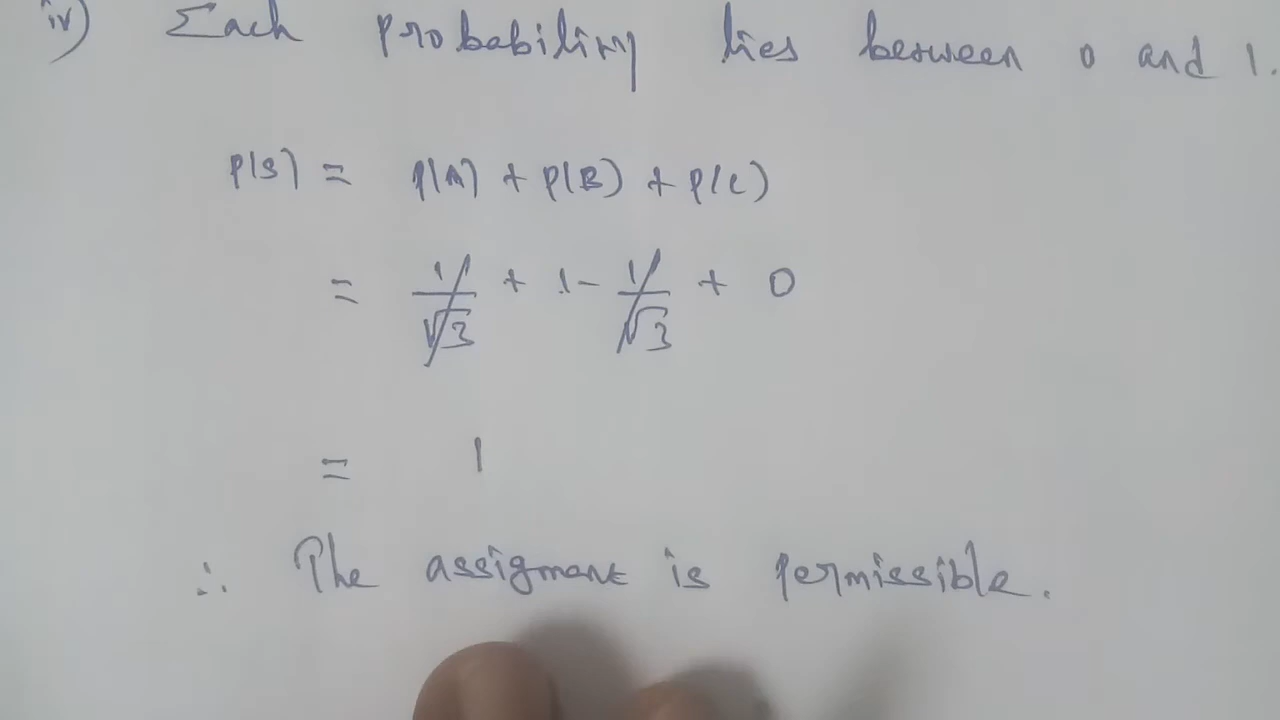 iv) Each probability lies between 0 and 1.
P(S) = P(A) + P(B) + P(C)
= 1/√3 + 1 - 1/√3 + 0
= 1
∴ The assigment is permissible.